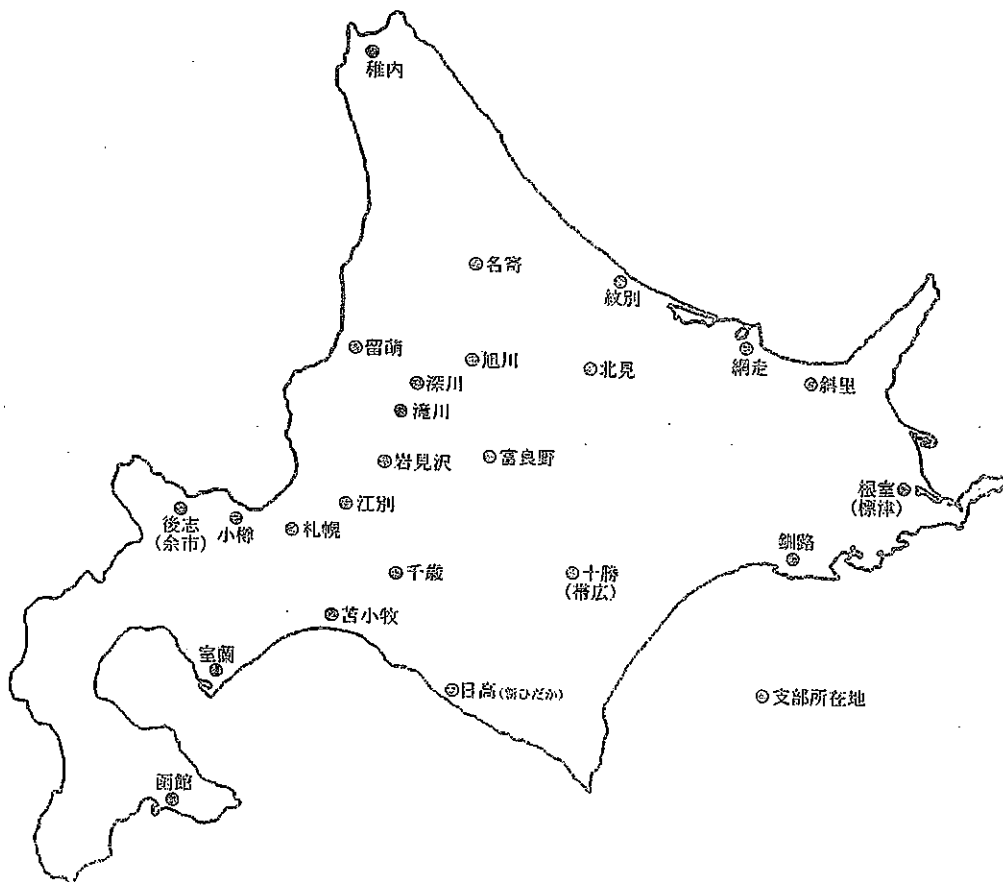 稚内
名寄
紋別
留萌
旭川
北見
網走
斜里
深川
滝川
岩見沢
富良野
江別
後志
(余市)
小樽
札幌
根室
(標津)
釧路
千歳
十勝
(帯広)
苫小牧
室蘭
日高(新ひだか)
支部所在地
函館